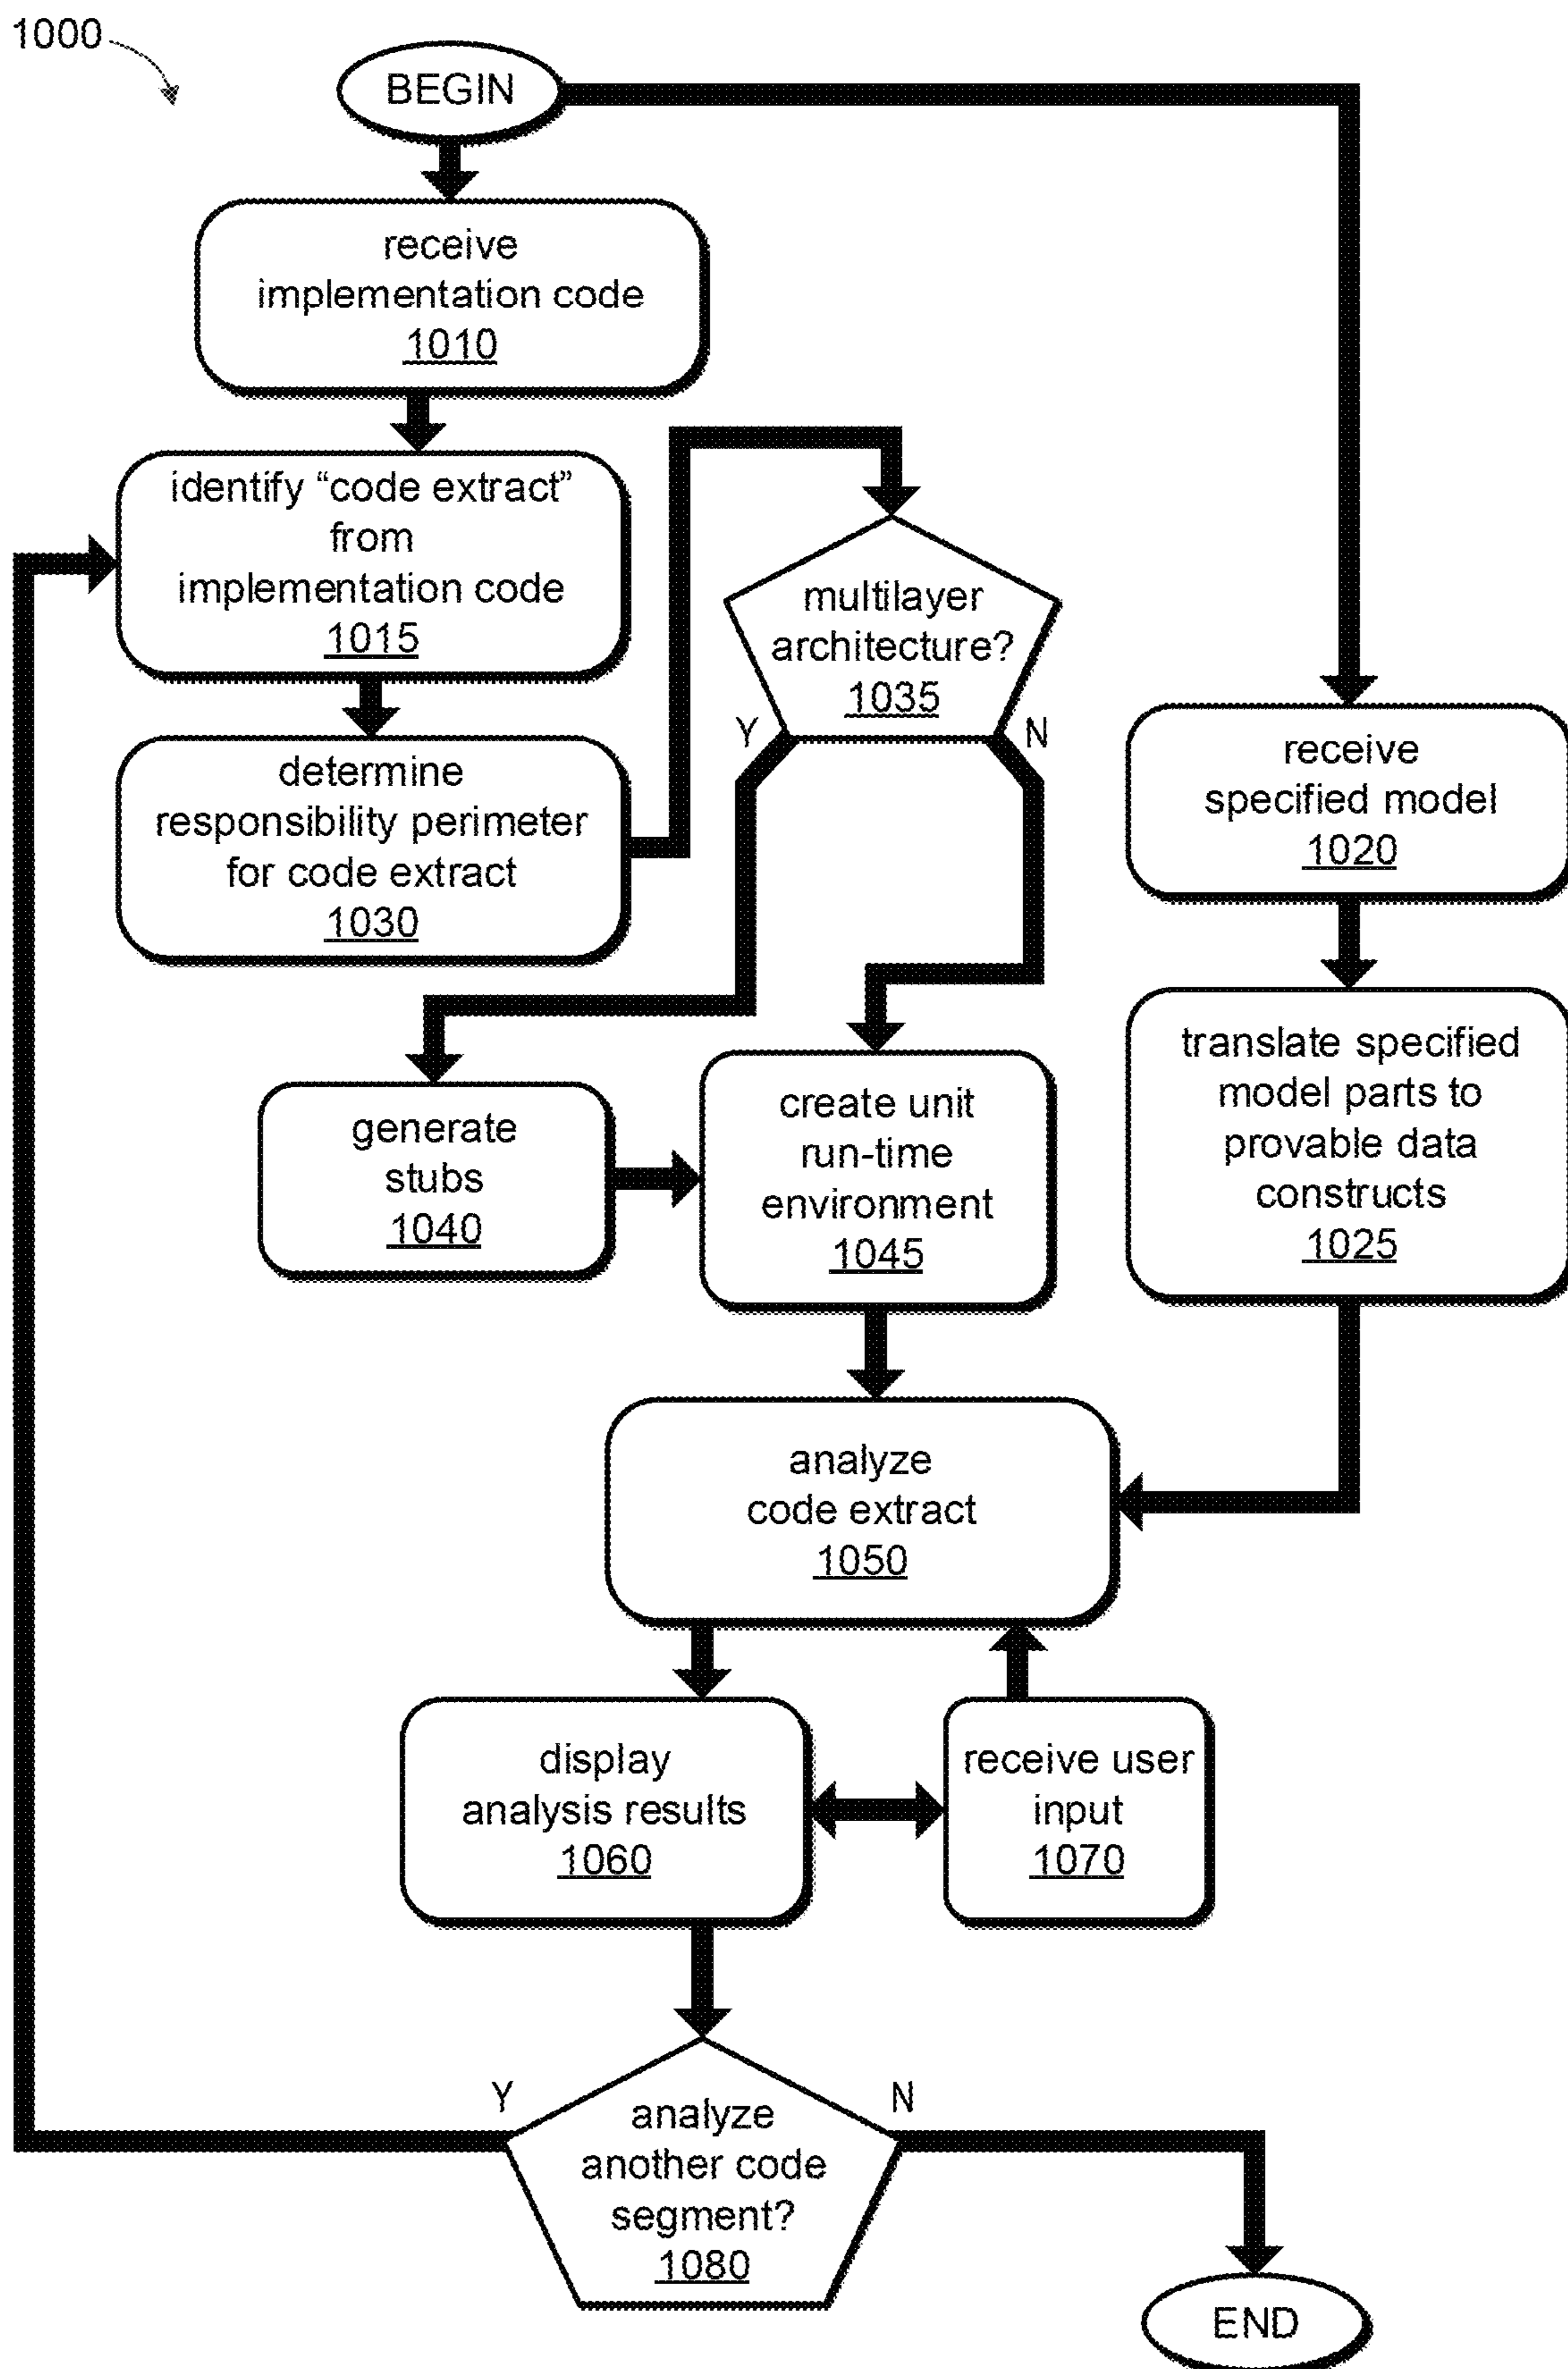 1000
BEGIN
receive
implementation code
1010
identify “code extract”
from
implementation code
1015
determine
responsibility perimeter
for code extract
1030
multilayer
architecture?
1035
Y
N
receive
specified model
1020
translate specified
model parts to
provable data
constructs
1025
generate
stubs
1040
create unit
run-time
environment
1045
analyze
code extract
1050
display
analysis results
1060
receive user
input
1070
Y
N
analyze
another code
segment?
1080
END